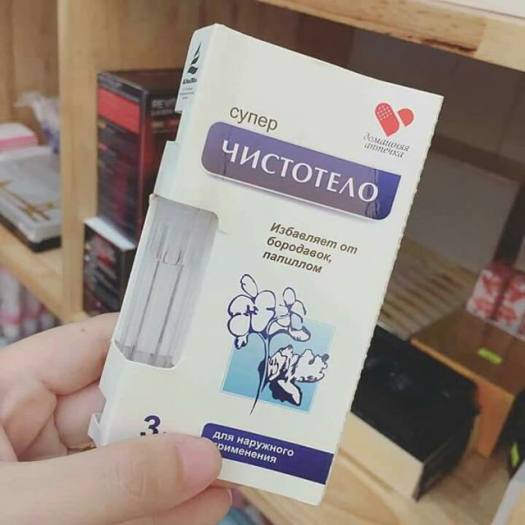 супер
домашняя
аптечка
ЧИСТОТЕЛО
Избавляет от
бородавок,
папиллом
3
для наружного
применения